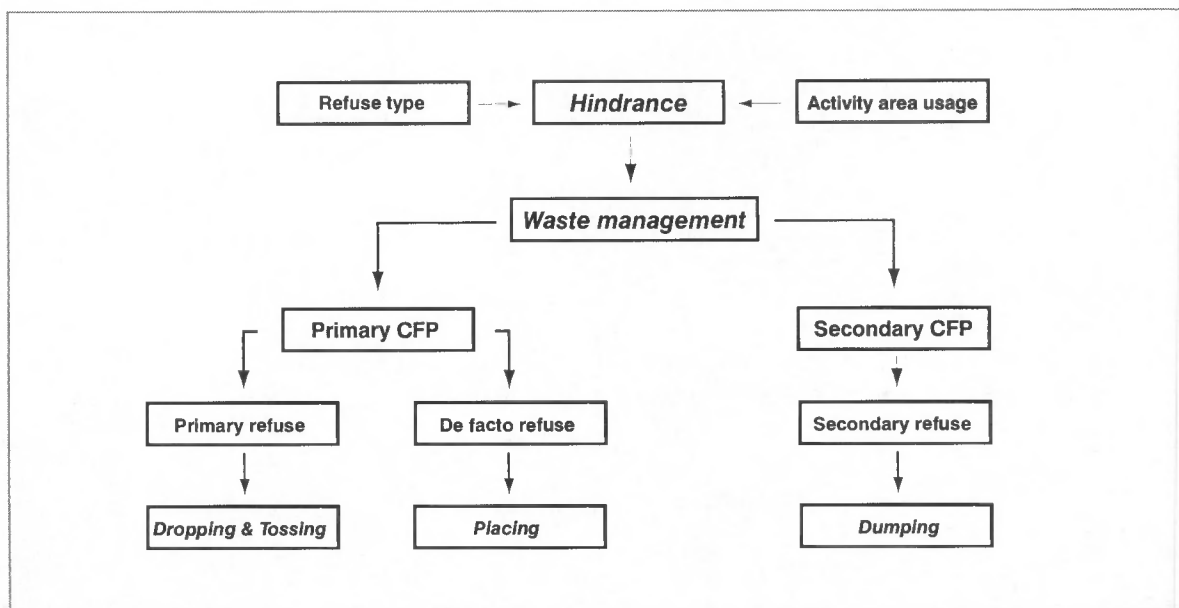 Refuse type
Hindrance
Activity area usage
Waste management
Primary CFP
Secondary CFP
Primary refuse
De facto refuse
Secondary refuse
Dropping & Tossing
Placing
Dumping